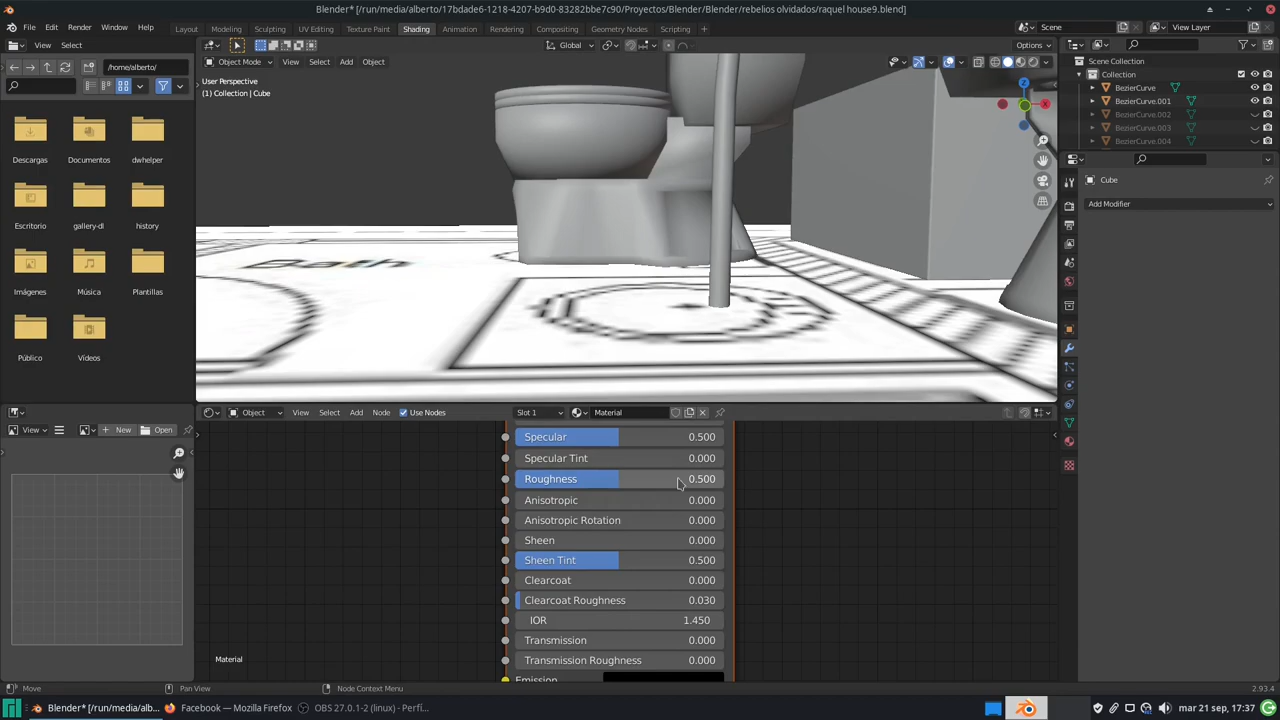 Blender* [/run/media/alberto/17bdade6-1218-4207-b9d0-83282bbe7c90/Proyectos/Blender/Blender/rebelios olvidados/raquel house9.blend]
File Edit Render Window Help Layout Modeling Sculpting UV Editing Texture Paint Shading Animation Rendering Compositing Geometry Nodes Scripting Scene View Layer
View Select Global Options
/home/alberto/ Object Mode View Select Add Object
User Perspective
(1) Collection | Cube
Scene Collection
Collection
BezierCurve
BezierCurve.001
BezierCurve.002
BezierCurve.003
BezierCurve.004
Z
X
Descargas Documentos dwhelper
Escritorio gallery-dl history
Imágenes Música Plantillas
Público Vídeos
Bath
Cube
Add Modifier
Object View Select Add Node Use Nodes Slot 1 Material
View New Open
Specular 0.500
Specular Tint 0.000
Roughness 0.500
Anisotropic 0.000
Anisotropic Rotation 0.000
Sheen 0.000
Sheen Tint 0.500
Clearcoat 0.000
Clearcoat Roughness 0.030
IOR 1.450
Transmission 0.000
Transmission Roughness 0.000
Emission
Material
Move Pan View Node Context Menu 2.93.4
Blender* [/run/media/alb... Facebook — Mozilla Firefox OBS 27.0.1-2 (linux) - Perfi... mar 21 sep, 17:37